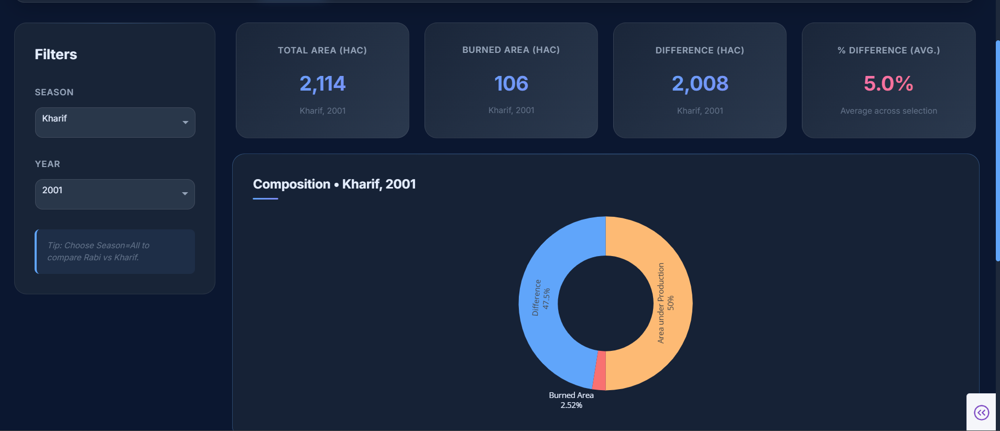 Filters
SEASON
Kharif
YEAR
2001
Tip: Choose Season=All to
compare Rabi vs Kharif.
TOTAL AREA (HAC)
2,114
Kharif, 2001
BURNED AREA (HAC)
106
Kharif, 2001
DIFFERENCE (HAC)
2,008
Kharif, 2001
% DIFFERENCE (AVG.)
5.0%
Average across selection
Composition • Kharif, 2001
Difference
47.5%
Area under Production
50%
Burned Area
2.52%